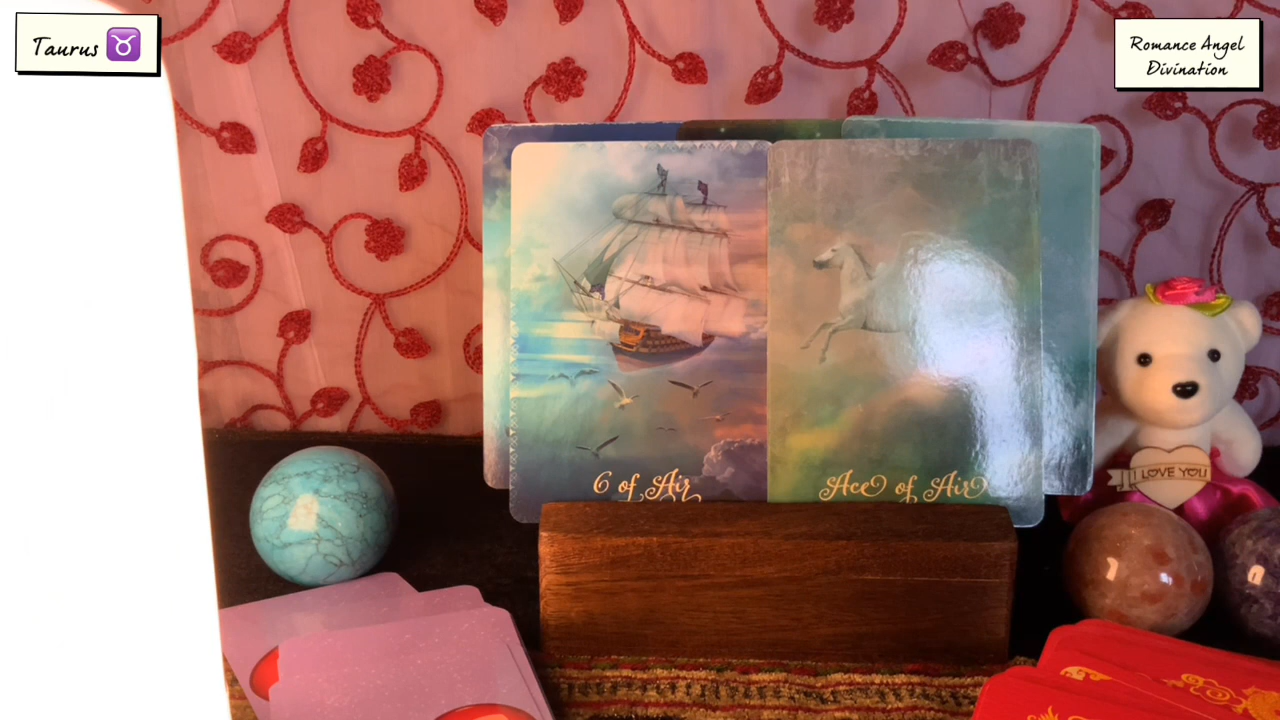 Taurus ♉
Romance Angel
Divination
6 of Air
Ace of Air
I LOVE YOU